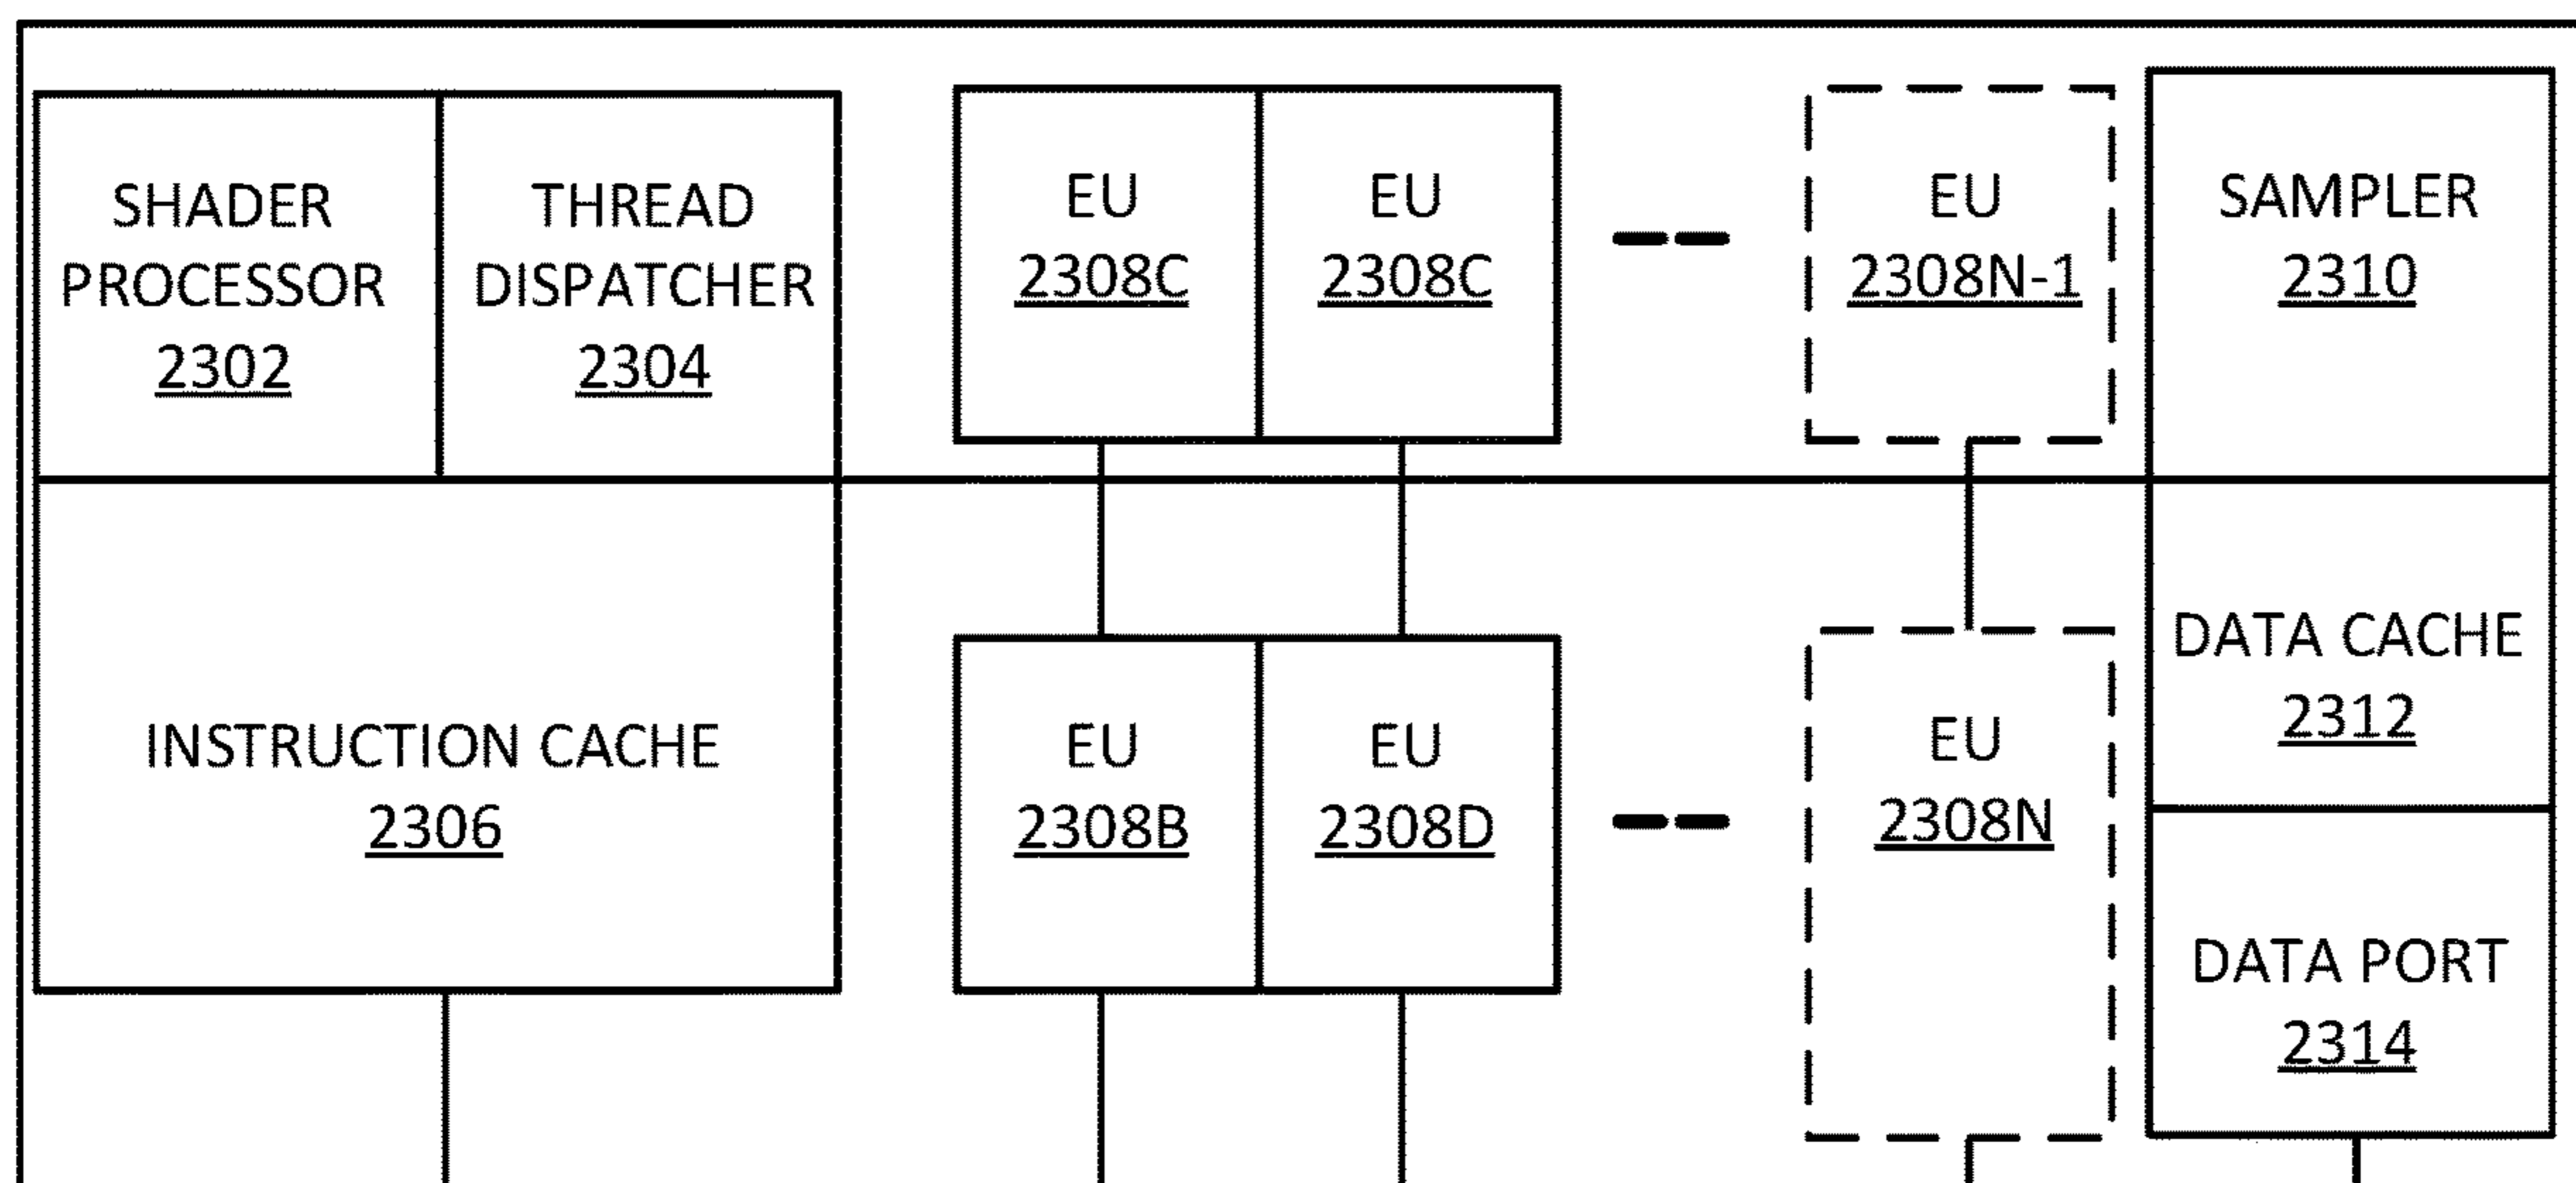 SHADER
PROCESSOR
2302
THREAD
DISPATCHER
2304
EU
2308C
EU
2308C
EU
2308N-1
SAMPLER
2310
INSTRUCTION CACHE
2306
EU
2308B
EU
2308D
EU
2308N
DATA CACHE
2312
DATA PORT
2314